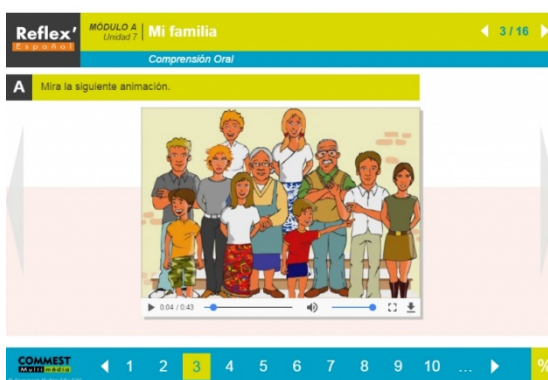 Reflex'
Español
MÓDULO A
Unidad 7
Mi familia
3 / 16
Comprensión Oral
A Mira la siguiente animación.
0:04 / 0:43
COMMEST
Multimédia
1 2 3 4 5 6 7 8 9 10 ... %